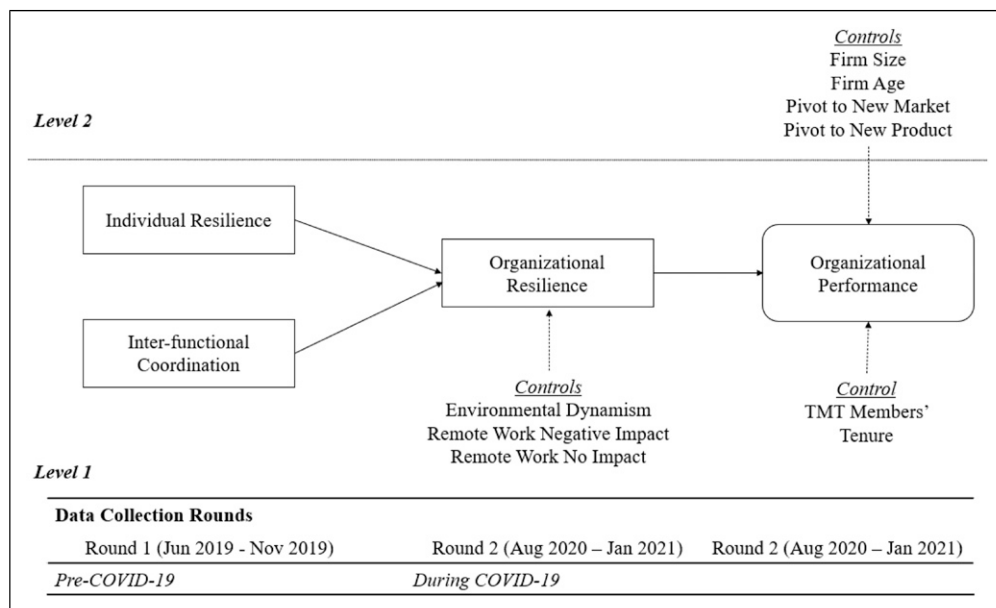 Controls
Firm Size
Firm Age
Pivot to New Market
Pivot to New Product
Level 2
Individual Resilience
Organizational
Resilience
Organizational
Performance
Inter-functional
Coordination
Controls
Environmental Dynamism
Remote Work Negative Impact
Remote Work No Impact
Control
TMT Members’
Tenure
Level 1
Data Collection Rounds
Round 1 (Jun 2019 - Nov 2019) Round 2 (Aug 2020 – Jan 2021) Round 2 (Aug 2020 – Jan 2021)
Pre-COVID-19 During COVID-19